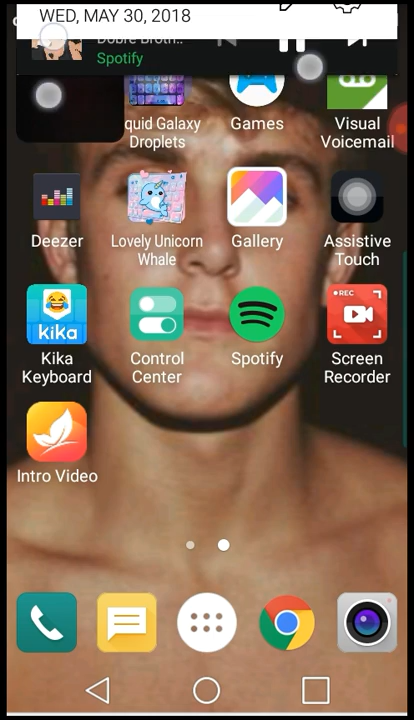 WED, MAY 30, 2018
Dobre Broth..
Spotify
quid Galaxy
Droplets
Games
Visual
Voicemail
Deezer
Lovely Unicorn
Whale
Gallery
Assistive
Touch
kika
Kika
Keyboard
Control
Center
Spotify
REC
Screen
Recorder
Intro Video